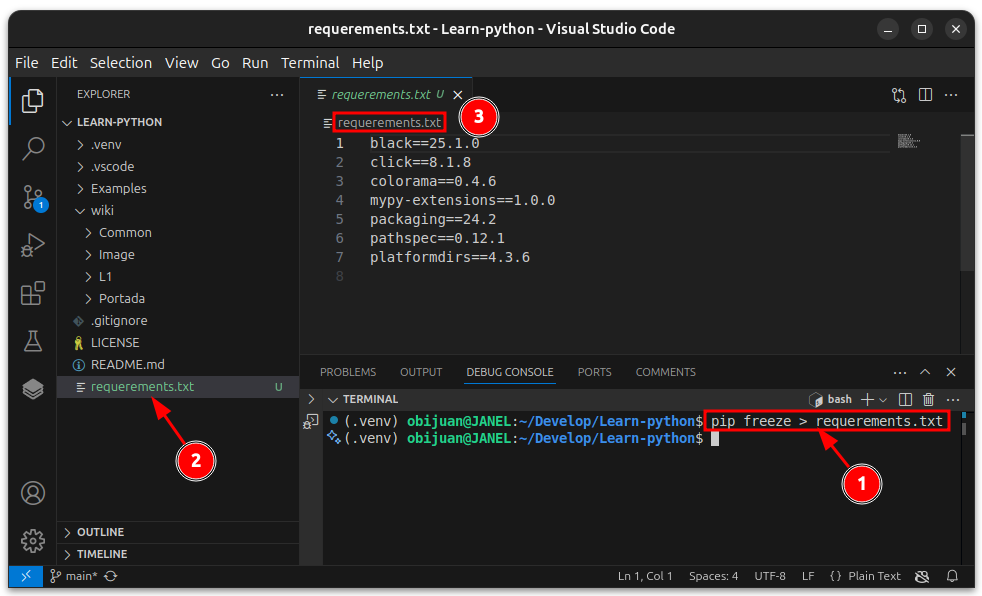 requerements.txt - Learn-python - Visual Studio Code
File Edit Selection View Go Run Terminal Help
EXPLORER
LEARN-PYTHON
.venv
.vscode
Examples
wiki
Common
Image
L1
Portada
.gitignore
LICENSE
README.md
requerements.txt U
2
OUTLINE
TIMELINE
requerements.txt U
requerements.txt
3
1 black==25.1.0
2 click==8.1.8
3 colorama==0.4.6
4 mypy-extensions==1.0.0
5 packaging==24.2
6 pathspec==0.12.1
7 platformdirs==4.3.6
8
PROBLEMS OUTPUT DEBUG CONSOLE PORTS COMMENTS
TERMINAL bash
(.venv) obijuan@JANEL:~/Develop/Learn-python$ pip freeze > requerements.txt
(.venv) obijuan@JANEL:~/Develop/Learn-python$
1
1
main* Ln 1, Col 1 Spaces: 4 UTF-8 LF {} Plain Text